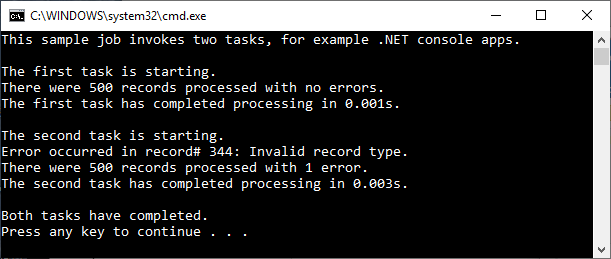 C:\WINDOWS\system32\cmd.exe
This sample job invokes two tasks, for example .NET console apps.
The first task is starting.
There were 500 records processed with no errors.
The first task has completed processing in 0.001s.
The second task is starting.
Error occurred in record# 344: Invalid record type.
There were 500 records processed with 1 error.
The second task has completed processing in 0.003s.
Both tasks have completed.
Press any key to continue . . .